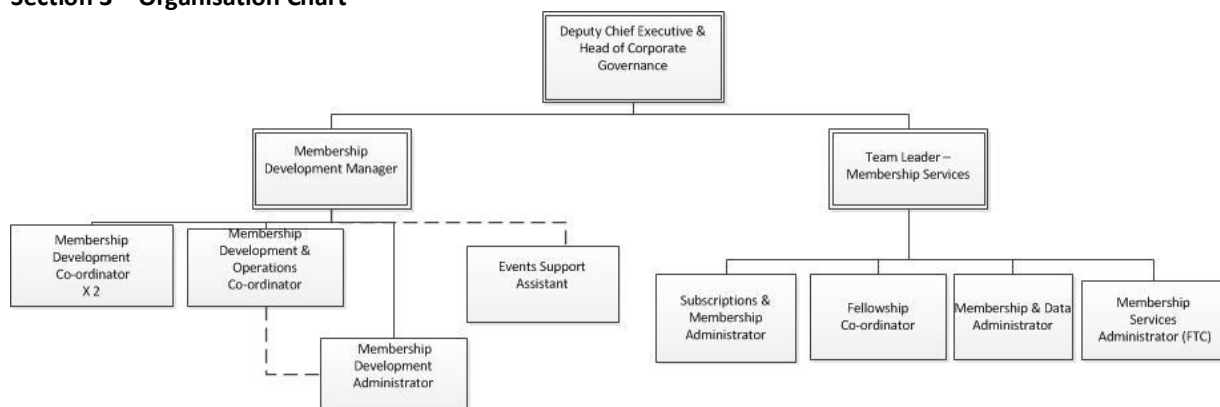 Section 3 – Organisation Chart
Deputy Chief Executive &
Head of Corporate
Governance
Membership
Development Manager
Team Leader –
Membership Services
Membership
Development
Co-ordinator
X 2
Membership
Development &
Operations
Co-ordinator
Events Support
Assistant
Membership
Development
Administrator
Subscriptions &
Membership
Administrator
Fellowship
Co-ordinator
Membership & Data
Administrator
Membership
Services
Administrator (FTC)